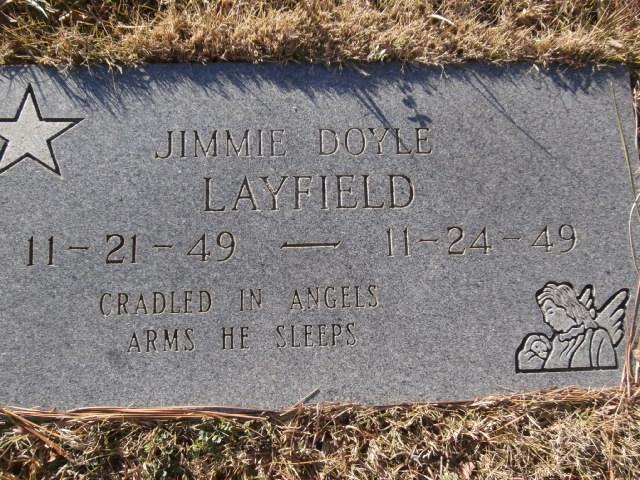 JIMMIE DOYLE
LAYFIELD
11-21-49 — 11-24-49
CRADLED IN ANGELS
ARMS HE SLEEPS